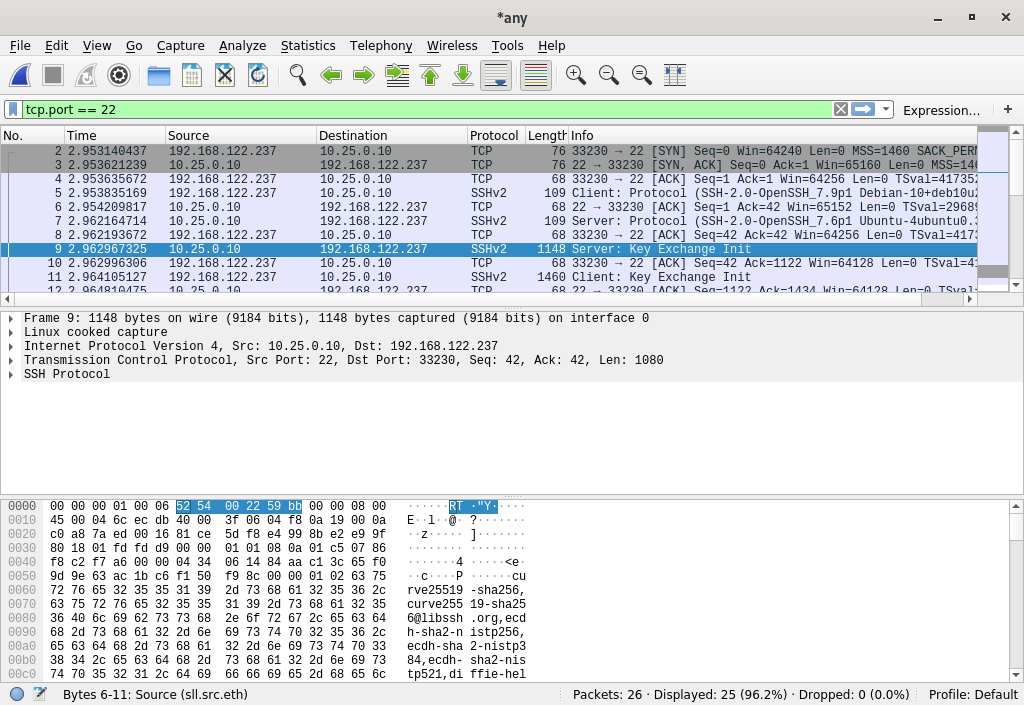 *any
File Edit View Go Capture Analyze Statistics Telephony Wireless Tools Help
tcp.port == 22 Expression… +
No. Time Source Destination Protocol Length Info
2 2.953140437 192.168.122.237 10.25.0.10 TCP 76 33230 → 22 [SYN] Seq=0 Win=64240 Len=0 MSS=1460 SACK_PERM
3 2.953621239 10.25.0.10 192.168.122.237 TCP 76 22 → 33230 [SYN, ACK] Seq=0 Ack=1 Win=65160 Len=0 MSS=146
4 2.953635672 192.168.122.237 10.25.0.10 TCP 68 33230 → 22 [ACK] Seq=1 Ack=1 Win=64256 Len=0 TSval=417352
5 2.953835169 192.168.122.237 10.25.0.10 SSHv2 109 Client: Protocol (SSH-2.0-OpenSSH_7.9p1 Debian-10+deb10u2
6 2.954209817 10.25.0.10 192.168.122.237 TCP 68 22 → 33230 [ACK] Seq=1 Ack=42 Win=65152 Len=0 TSval=29689
7 2.962164714 10.25.0.10 192.168.122.237 SSHv2 109 Server: Protocol (SSH-2.0-OpenSSH_7.6p1 Ubuntu-4ubuntu0.3
8 2.962193672 192.168.122.237 10.25.0.10 TCP 68 33230 → 22 [ACK] Seq=42 Ack=42 Win=64256 Len=0 TSval=4173
9 2.962967325 10.25.0.10 192.168.122.237 SSHv2 1148 Server: Key Exchange Init
10 2.962996306 192.168.122.237 10.25.0.10 TCP 68 33230 → 22 [ACK] Seq=42 Ack=1122 Win=64128 Len=0 TSval=41
11 2.964105127 192.168.122.237 10.25.0.10 SSHv2 1460 Client: Key Exchange Init
12 2.964810475 10.25.0.10 192.168.122.237 TCP 68 22 → 33230 [ACK] Seq=1122 Ack=1434 Win=64128 Len=0 TSval=
Frame 9: 1148 bytes on wire (9184 bits), 1148 bytes captured (9184 bits) on interface 0
Linux cooked capture
Internet Protocol Version 4, Src: 10.25.0.10, Dst: 192.168.122.237
Transmission Control Protocol, Src Port: 22, Dst Port: 33230, Seq: 42, Ack: 42, Len: 1080
SSH Protocol
0000 00 00 00 01 00 06 52 54 00 22 59 bb 00 00 08 00 ······RT ·"Y·····
0010 45 00 04 6c ec db 40 00 3f 06 04 f8 0a 19 00 0a E··l··@· ?·······
0020 c0 a8 7a ed 00 16 81 ce 5d f8 e4 99 8b e2 e9 9f ··z····· ]·······
0030 80 18 01 fd fd d9 00 00 01 01 08 0a 01 c5 07 86 ········ ········
0040 f8 c2 f7 a6 00 00 04 34 06 14 84 aa c1 3c 65 f0 ·······4 ·····<e·
0050 9d 9e 63 ac 1b c6 f1 50 f9 8c 00 00 01 02 63 75 ··c····P ······cu
0060 72 76 65 32 35 35 31 39 2d 73 68 61 32 35 36 2c rve25519 -sha256,
0070 63 75 72 76 65 32 35 35 31 39 2d 73 68 61 32 35 curve255 19-sha25
0080 36 40 6c 69 62 73 73 68 2e 6f 72 67 2c 65 63 64 6@libssh .org,ecd
0090 68 2d 73 68 61 32 2d 6e 69 73 74 70 32 35 36 2c h-sha2-n istp256,
00a0 65 63 64 68 2d 73 68 61 32 2d 6e 69 73 74 70 33 ecdh-sha 2-nistp3
00b0 38 34 2c 65 63 64 68 2d 73 68 61 32 2d 6e 69 73 84,ecdh- sha2-nis
00c0 74 70 35 32 31 2c 64 69 66 66 69 65 2d 68 65 6c tp521,di ffie-hel
Bytes 6-11: Source (sll.src.eth) Packets: 26 · Displayed: 25 (96.2%) · Dropped: 0 (0.0%) Profile: Default